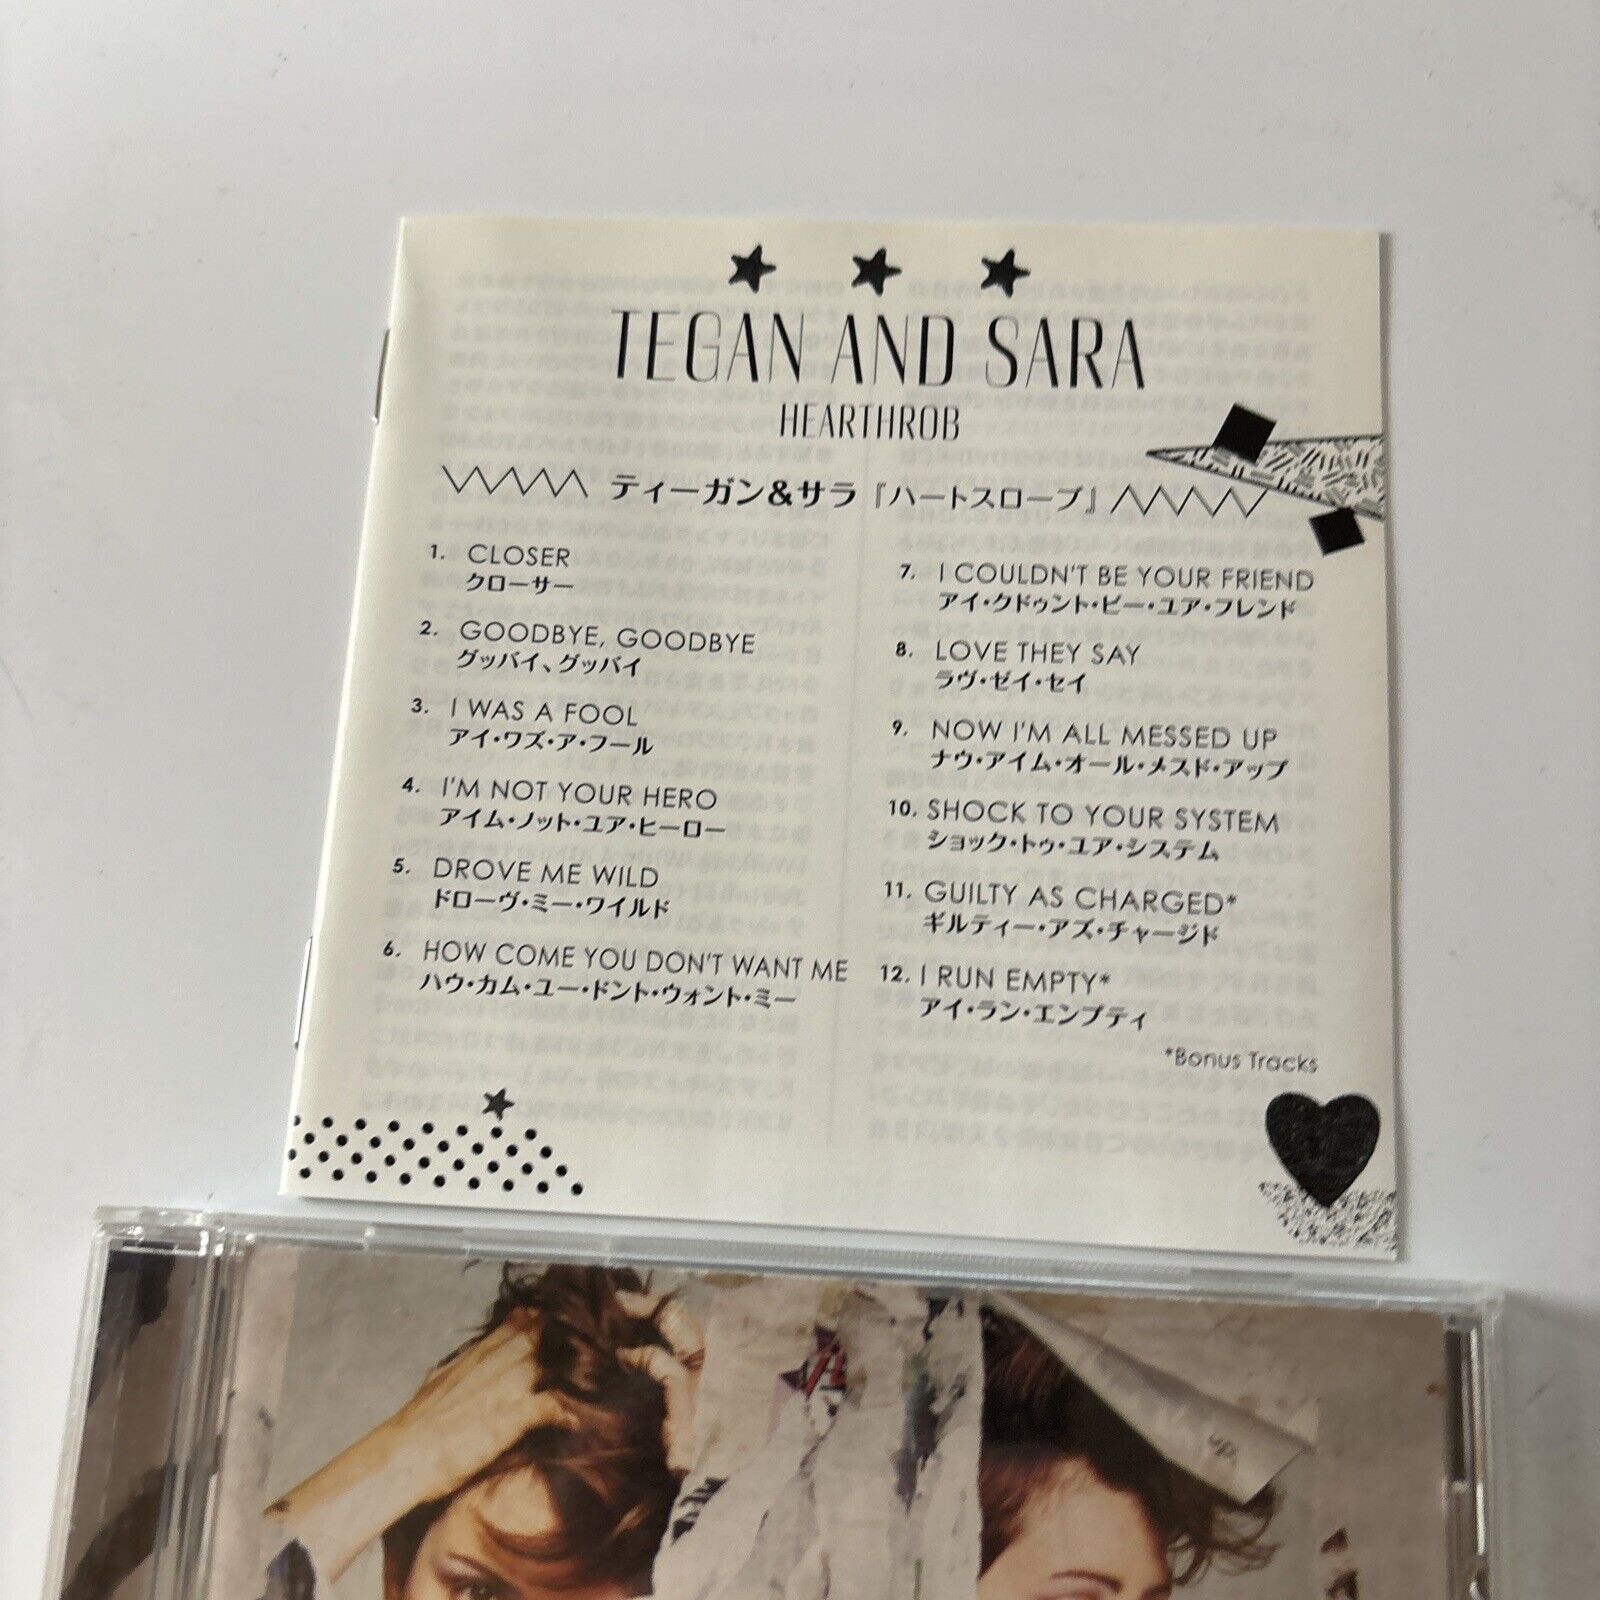 TEGAN AND SARA
HEARTHROB
ティーガン&サラ『ハートスローブ』
1. CLOSER
クローサー
2. GOODBYE, GOODBYE
グッバイ、グッバイ
3. I WAS A FOOL
アイ・ワズ・ア・フール
4. I'M NOT YOUR HERO
アイム・ノット・ユア・ヒーロー
5. DROVE ME WILD
ドローヴ・ミー・ワイルド
6. HOW COME YOU DON'T WANT ME
ハウ・カム・ユー・ドント・ウォント・ミー
7. I COULDN'T BE YOUR FRIEND
アイ・クドゥント・ビー・ユア・フレンド
8. LOVE THEY SAY
ラヴ・ゼイ・セイ
9. NOW I'M ALL MESSED UP
ナウ・アイム・オール・メスド・アップ
10. SHOCK TO YOUR SYSTEM
ショック・トゥ・ユア・システム
11. GUILTY AS CHARGED*
ギルティー・アズ・チャージド
12. I RUN EMPTY*
アイ・ラン・エンプティ
*Bonus Tracks